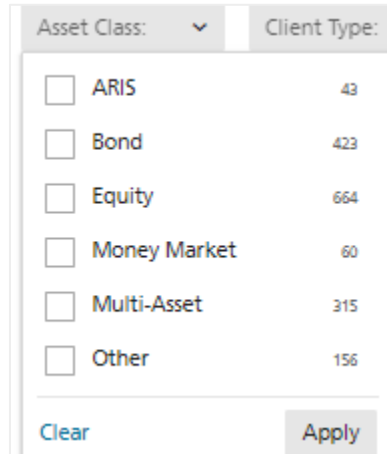 Asset Class: Client Type:
ARIS 43
Bond 423
Equity 664
Money Market 60
Multi-Asset 315
Other 156
Clear Apply